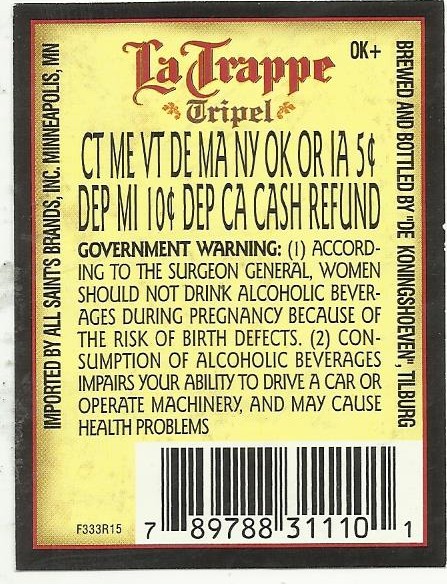 La Trappe
OK+
Tripel
CT ME VT DE MA NY OK OR IA 5¢
DEP MI 10¢ DEP CA CASH REFUND
GOVERNMENT WARNING: (1) ACCORD-
ING TO THE SURGEON GENERAL, WOMEN
SHOULD NOT DRINK ALCOHOLIC BEVER-
AGES DURING PREGNANCY BECAUSE OF
THE RISK OF BIRTH DEFECTS. (2) CON-
SUMPTION OF ALCOHOLIC BEVERAGES
IMPAIRS YOUR ABILITY TO DRIVE A CAR OR
OPERATE MACHINERY, AND MAY CAUSE
HEALTH PROBLEMS
F333R15
7 89788 31110 1
IMPORTED BY ALL SAINT'S BRANDS, INC. MINNEAPOLIS, MN
BREWED AND BOTTLED BY "DE KONINGSHOEVEN", TILBURG